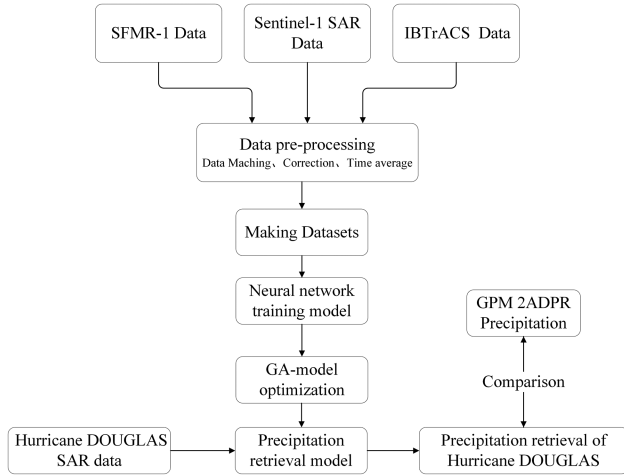 SFMR-1 Data
Sentinel-1 SAR
Data
IBTrACS Data
Data pre-processing
Data Maching、Correction、Time average
Making Datasets
Neural network
training model
GPM 2ADPR
Precipitation
GA-model
optimization
Comparison
Hurricane DOUGLAS
SAR data
Precipitation
retrieval model
Precipitation retrieval of
Hurricane DOUGLAS